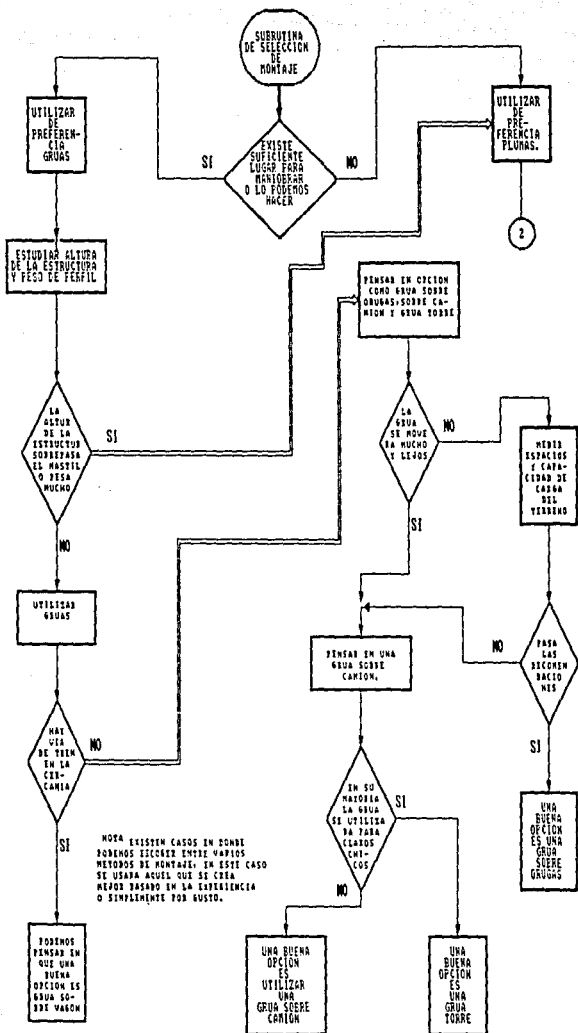 SUBRUTINA
DE SELECCION
DE
MONTAJE
UTILIZAR
DE
PREFEREN-
CIA
GRUAS
UTILIZAR
DE
PRE-
FERENCIA
PLUMAS.
EXISTE
SUFICIENTE
LUGAR PARA
MANIOBRAR
O LO PODEMOS
HACER
SI
NO
2
ESTUDIAR ALTURA
DE LA ESTRUCTURA
Y PESO DE PERFIL
PENSAR EN OPCION
COMO GRUA SOBRE
ORUGAS, SOBRE CA-
MION Y GRUA TORRE
LA
ALTUR
DE LA
ESTRUCTUR
SOBREPASA
EL MASTIL
O PESA
MUCHO
SI
NO
LA
GRUA
SE MOVE
RA MUCHO
Y LEJOS
NO
SI
MEDIR
ESPACIOS
Y CAPA-
CIDAD DE
CARGA
DEL
TERRENO
UTILIZAR
GRUAS
PENSAR EN UNA
GRUA SOBRE
CAMION.
NO
PASA
LAS
RECOMEN
DACIO
NES
SI
HAY
VIA
DE TREN
EN LA
CER-
CANIA
NO
SI
EN SU
MAYORIA
LA GRUA
SE UTILIZA
RA PARA
CLAROS
CHI-
COS
SI
NO
UNA
BUENA
OPCION
ES UNA
GRUA
SOBRE
ORUGAS
NOTA EXISTEN CASOS EN DONDE
PODEMOS ESCOGER ENTRE VARIOS
METODOS DE MONTAJE, EN ESTE CASO
SE USARA AQUEL QUE SE CREA
MEJOR BASADO EN LA EXPERIENCIA
O SIMPLEMENTE POR GUSTO.
PODEMOS
PENSAR EN
QUE UNA
BUENA
OPCION ES
GRUA SO-
BRE VAGON
UNA BUENA
OPCION
ES
UTILIZAR
UNA
GRUA SOBRE
CAMION
UNA
BUENA
OPCION
ES
UNA
GRUA
TORRE